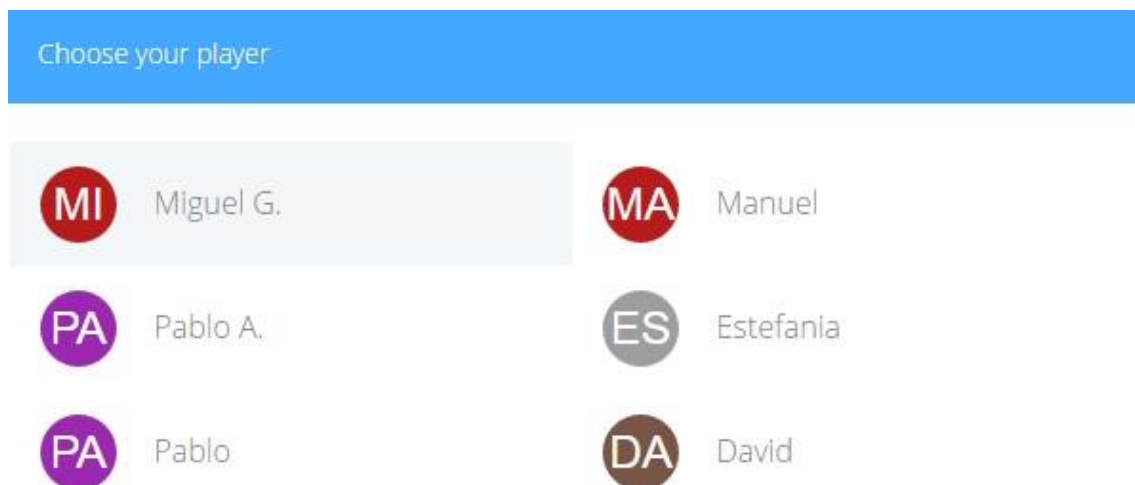 Choose your player
MI Miguel G. MA Manuel
PA Pablo A. ES Estefania
PA Pablo DA David